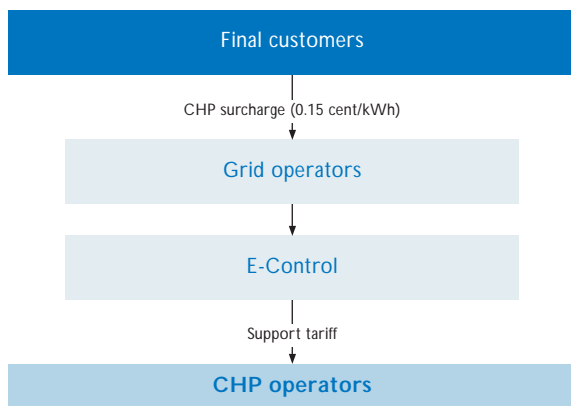 Final customers
CHP surcharge (0.15 cent/kWh)
Grid operators
E-Control
Support tariff
CHP operators